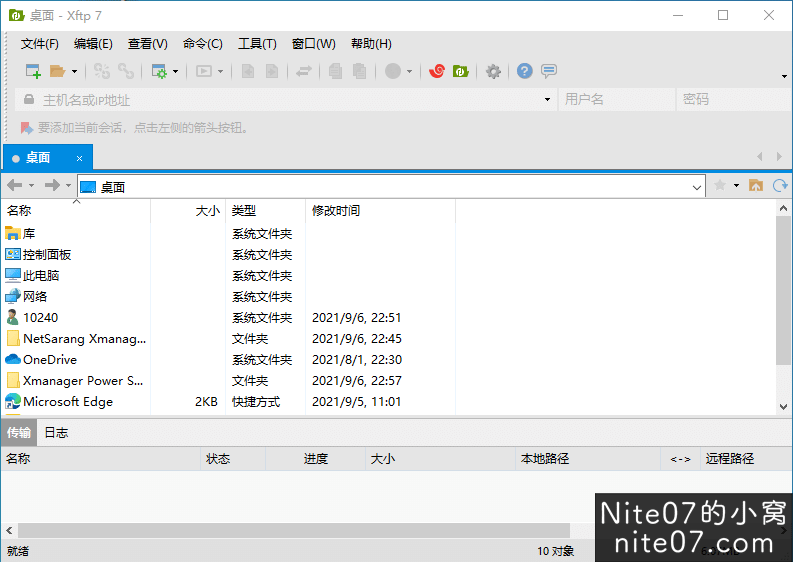 桌面 - Xftp 7
文件(F) 编辑(E) 查看(V) 命令(C) 工具(T) 窗口(W) 帮助(H)
主机名或IP地址 用户名 密码
要添加当前会话，点击左侧的箭头按钮。
桌面 ×
桌面
名称 大小 类型 修改时间
库 系统文件夹
控制面板 系统文件夹
此电脑 系统文件夹
网络 系统文件夹
10240 系统文件夹 2021/9/6, 22:51
NetSarang Xmanag... 文件夹 2021/9/6, 22:45
OneDrive 系统文件夹 2021/8/1, 22:30
Xmanager Power S... 文件夹 2021/9/6, 22:57
Microsoft Edge 2KB 快捷方式 2021/9/5, 11:01
传输 日志
名称 状态 进度 大小 本地路径 <-> 远程路径
Nite07的小窝
nite07.com
就绪 10 对象